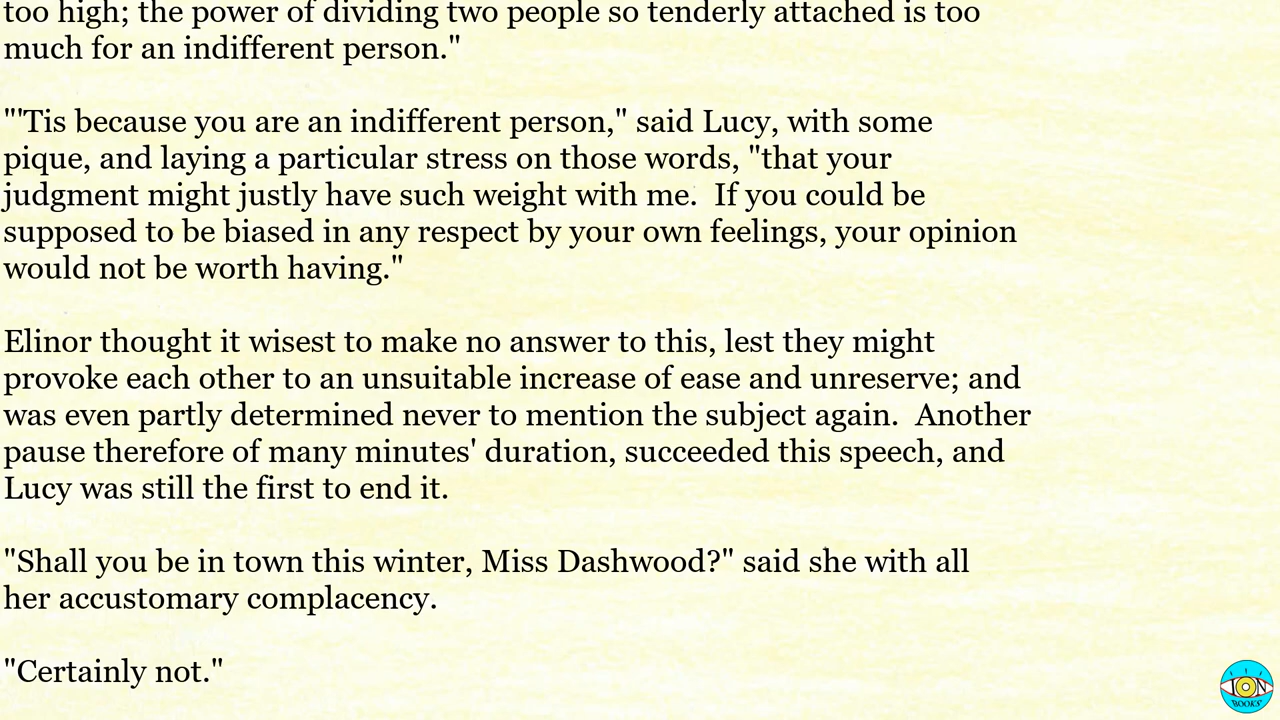 too high; the power of dividing two people so tenderly attached is too
much for an indifferent person."
"'Tis because you are an indifferent person," said Lucy, with some
pique, and laying a particular stress on those words, "that your
judgment might justly have such weight with me.  If you could be
supposed to be biased in any respect by your own feelings, your opinion
would not be worth having."
Elinor thought it wisest to make no answer to this, lest they might
provoke each other to an unsuitable increase of ease and unreserve; and
was even partly determined never to mention the subject again.  Another
pause therefore of many minutes' duration, succeeded this speech, and
Lucy was still the first to end it.
"Shall you be in town this winter, Miss Dashwood?" said she with all
her accustomary complacency.
"Certainly not."
ION
BOOKS